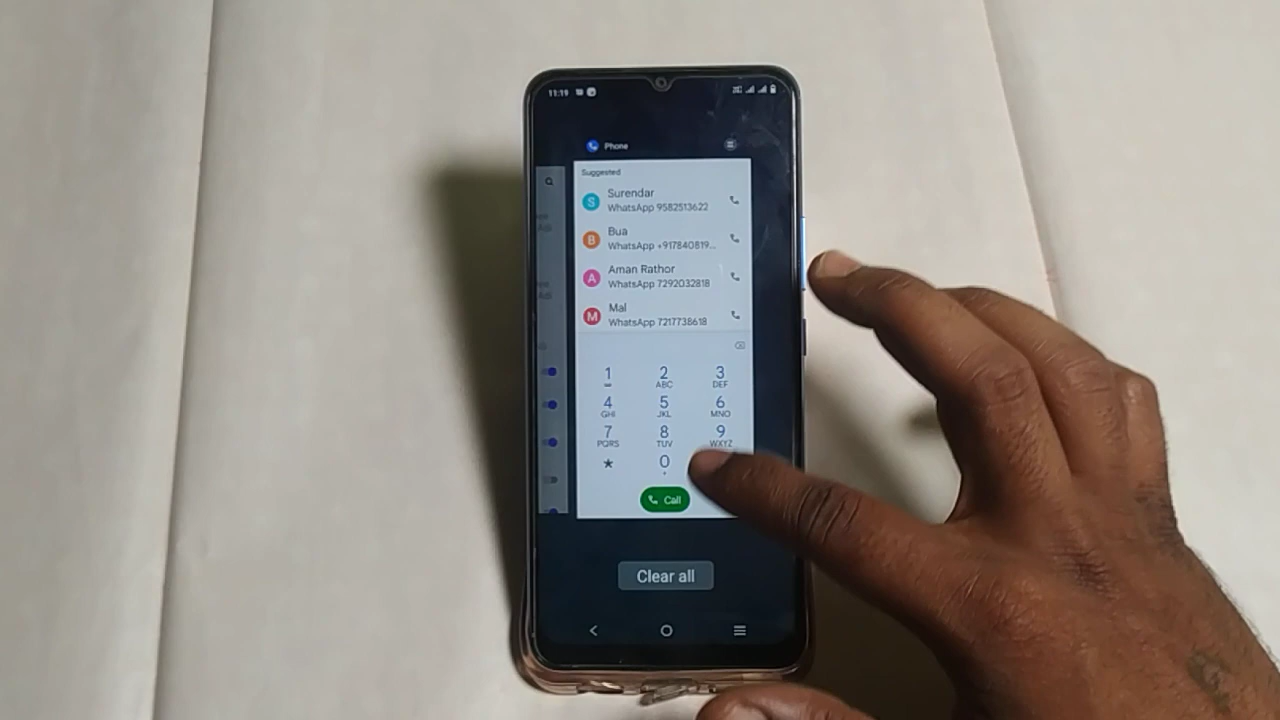 11:19
Phone
Suggested
S Surendar
WhatsApp 9582513622
B Bua
WhatsApp +917840819...
A Aman Rathor
WhatsApp 7292032818
M Mal
WhatsApp 7217738618
1 2 3
ABC DEF
4 5 6
GHI JKL MNO
7 8 9
PQRS TUV WXYZ
* 0
+
Call
Clear all